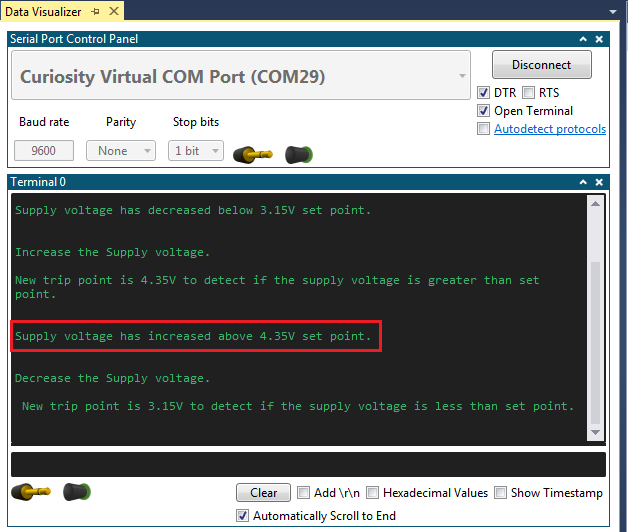 Data Visualizer
Serial Port Control Panel
Curiosity Virtual COM Port (COM29)
Disconnect
DTR RTS
Open Terminal
Autodetect protocols
Baud rate Parity Stop bits
9600 None 1 bit
Terminal 0
Supply voltage has decreased below 3.15V set point.
Increase the Supply voltage.
New trip point is 4.35V to detect if the supply voltage is greater than set
point.
Supply voltage has increased above 4.35V set point.
Decrease the Supply voltage.
New trip point is 3.15V to detect if the supply voltage is less than set point.
Clear Add \r\n Hexadecimal Values Show Timestamp
Automatically Scroll to End